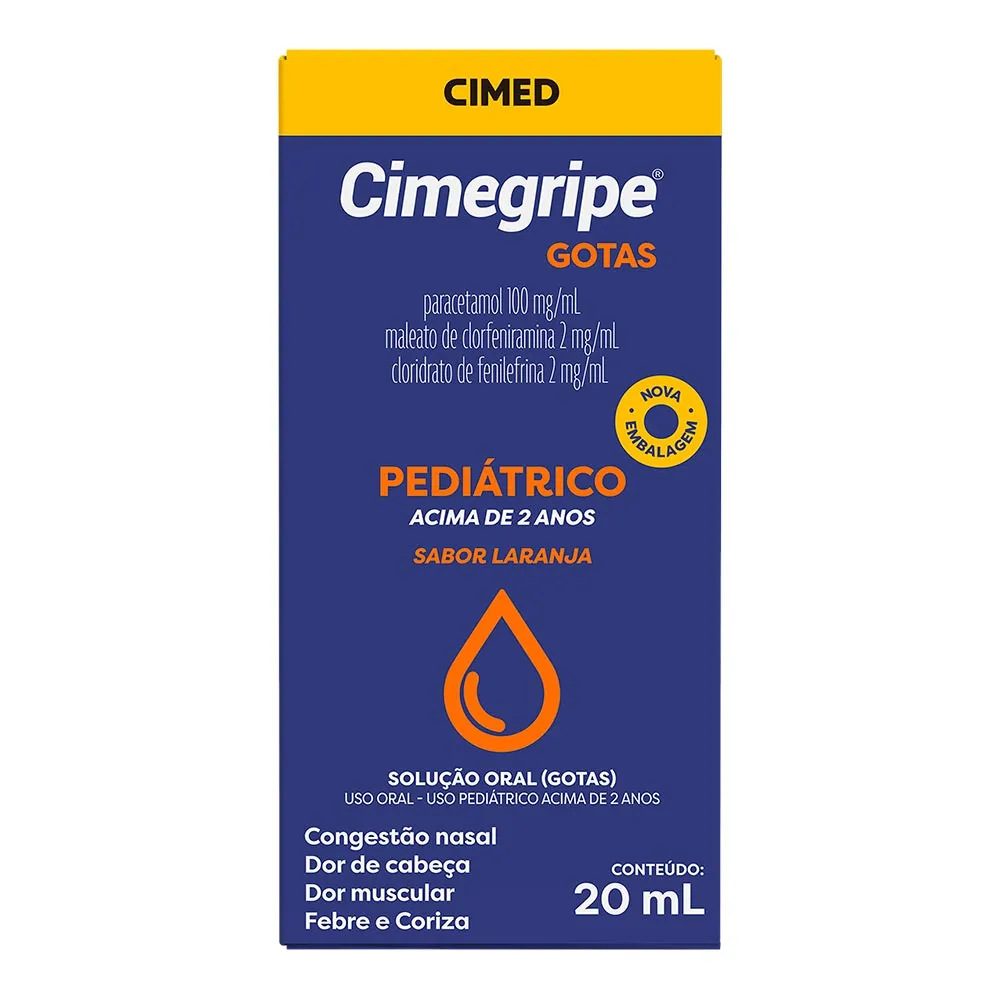 CIMED
Cimegripe®
GOTAS
paracetamol 100 mg/mL
maleato de clorfeniramina 2 mg/mL
cloridrato de fenilefrina 2 mg/mL
NOVA
EMBALAGEM
PEDIÁTRICO
ACIMA DE 2 ANOS
SABOR LARANJA
SOLUÇÃO ORAL (GOTAS)
USO ORAL - USO PEDIÁTRICO ACIMA DE 2 ANOS
Congestão nasal
Dor de cabeça
Dor muscular
Febre e Coriza
CONTEÚDO:
20 mL